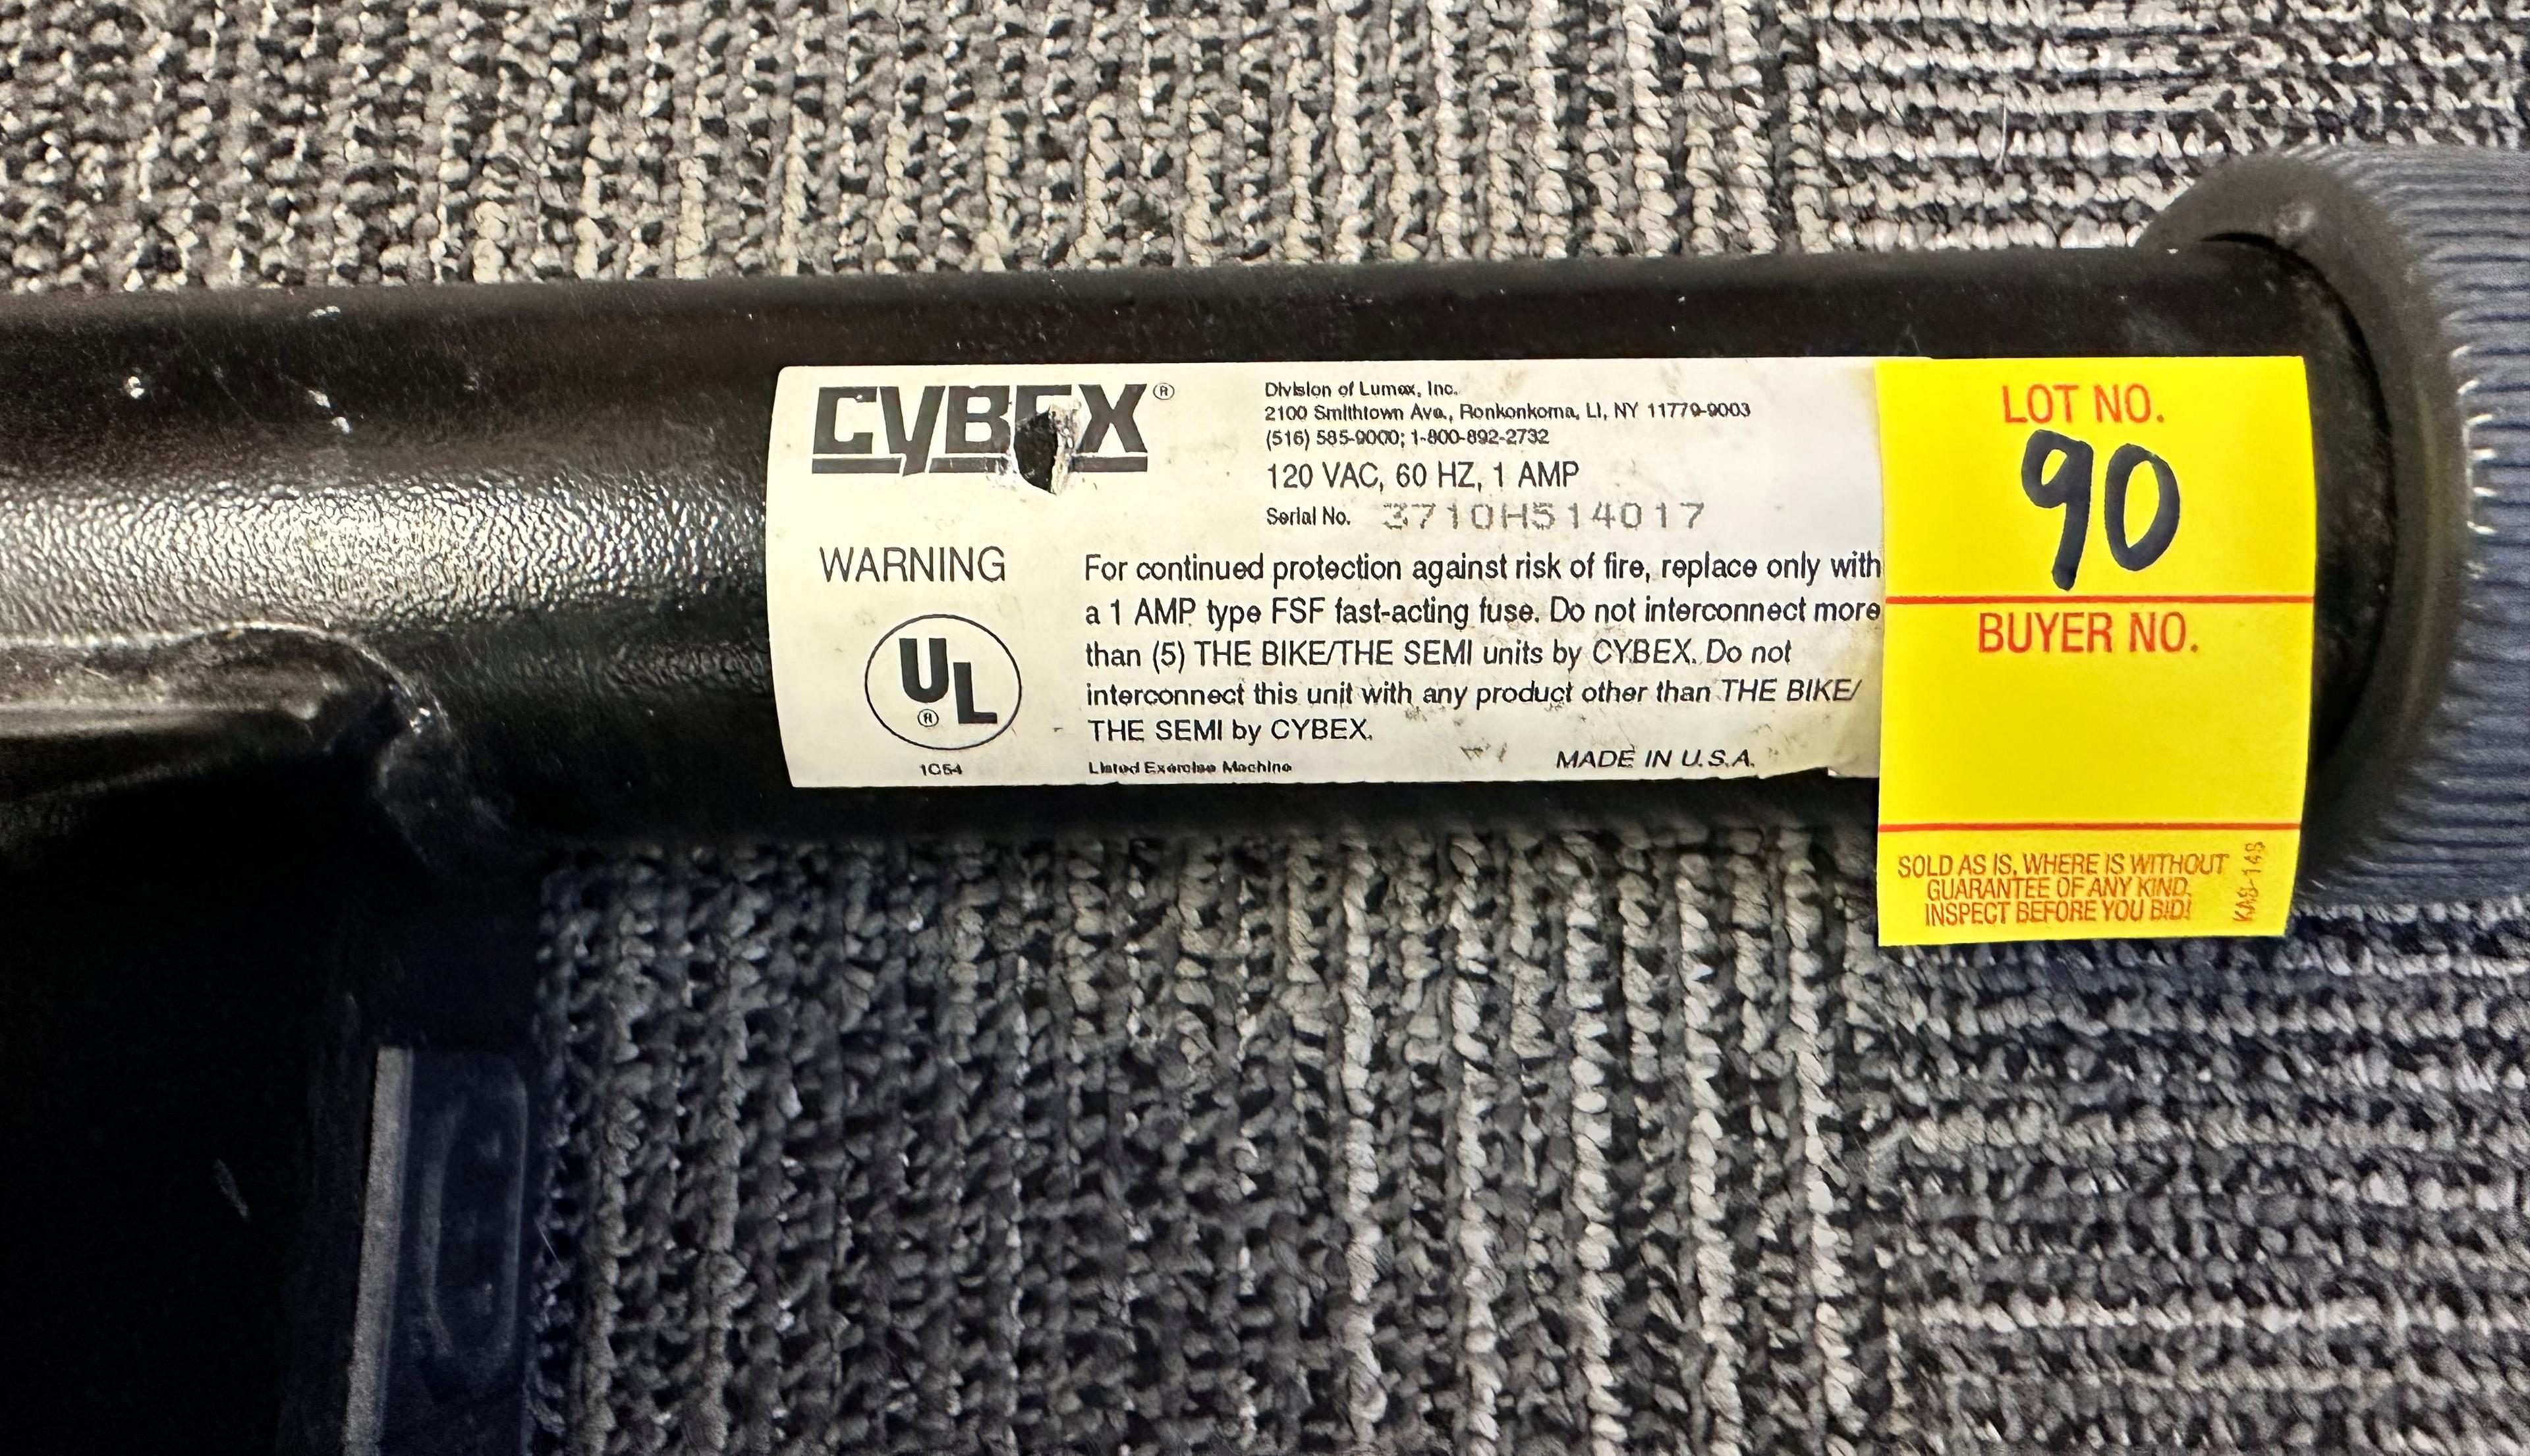 CYBEX®
Division of Lumex, Inc.
2100 Smithtown Ave., Ronkonkoma, LI, NY 11779-9003
(516) 585-9000; 1-800-892-2732
120 VAC, 60 HZ, 1 AMP
Serial No. 3710H514017
WARNING
For continued protection against risk of fire, replace only with
a 1 AMP type FSF fast-acting fuse. Do not interconnect more
than (5) THE BIKE/THE SEMI units by CYBEX. Do not
interconnect this unit with any product other than THE BIKE/
THE SEMI by CYBEX.
UL®
1C54
Listed Exercise Machine
MADE IN U.S.A.
LOT NO.
90
BUYER NO.
SOLD AS IS, WHERE IS WITHOUT
GUARANTEE OF ANY KIND.
INSPECT BEFORE YOU BID!
KAS-148